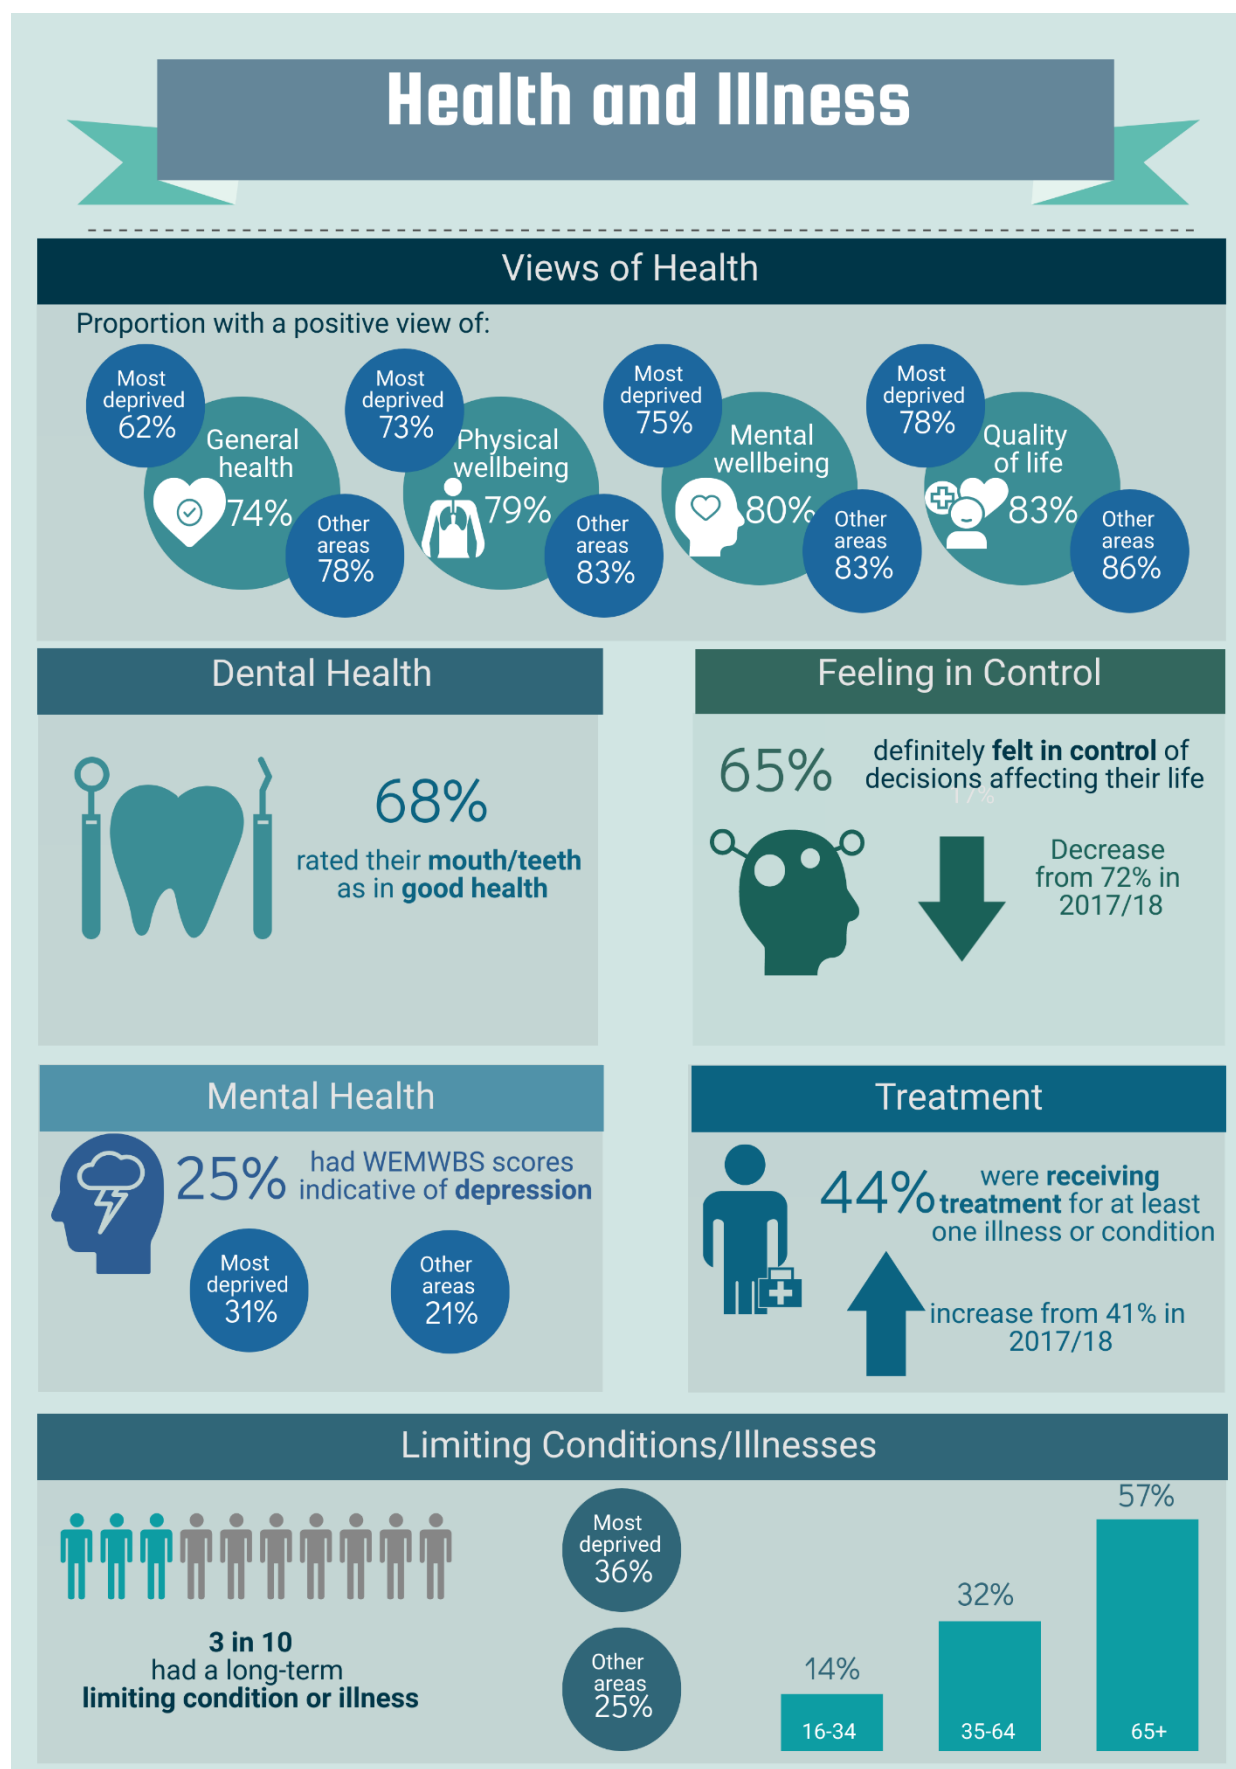 Health and Illness
Views of Health
Proportion with a positive view of:
Most
deprived
62%
General
health
74%
Other
areas
78%
Most
deprived
73%
Physical
wellbeing
79%
Other
areas
83%
Most
deprived
75%
Mental
wellbeing
80%
Other
areas
83%
Most
deprived
78%
Quality
of life
83%
Other
areas
86%
Dental Health
68%
rated their mouth/teeth
as in good health
Feeling in Control
65%
definitely felt in control of
decisions affecting their life
17%
Decrease
from 72% in
2017/18
Mental Health
25%
had WEMWBS scores
indicative of depression
Most
deprived
31%
Other
areas
21%
Treatment
44%
were receiving
treatment for at least
one illness or condition
increase from 41% in
2017/18
Limiting Conditions/Illnesses
3 in 10
had a long-term
limiting condition or illness
Most
deprived
36%
Other
areas
25%
14%
16-34
32%
35-64
57%
65+